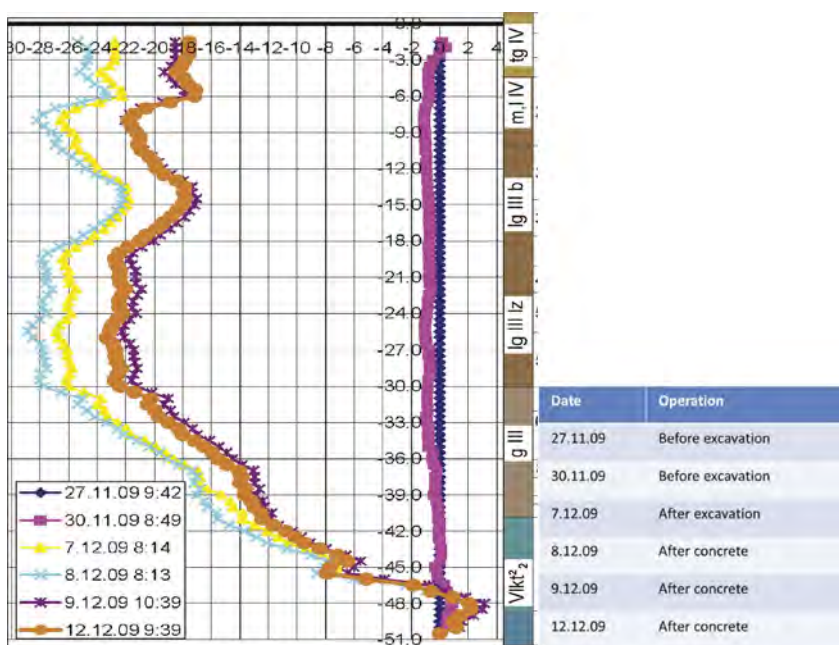 0.0
-30-28-26-24-22-20-18-16-14-12-10 -8 -6 -4 -2 0 2 4
-3.0
-6.0
-9.0
-12.0
-15.0
-18.0
-21.0
-24.0
-27.0
-30.0
-33.0
-36.0
-39.0
-42.0
-45.0
-48.0
-51.0
tg IV
m,l IV
lg III b
lg III lz
g III
V/kt²₂
27.11.09 9:42
30.11.09 8:49
7.12.09 8:14
8.12.09 8:13
9.12.09 10:39
12.12.09 9:39
Date Operation
27.11.09 Before excavation
30.11.09 Before excavation
7.12.09 After excavation
8.12.09 After concrete
9.12.09 After concrete
12.12.09 After concrete